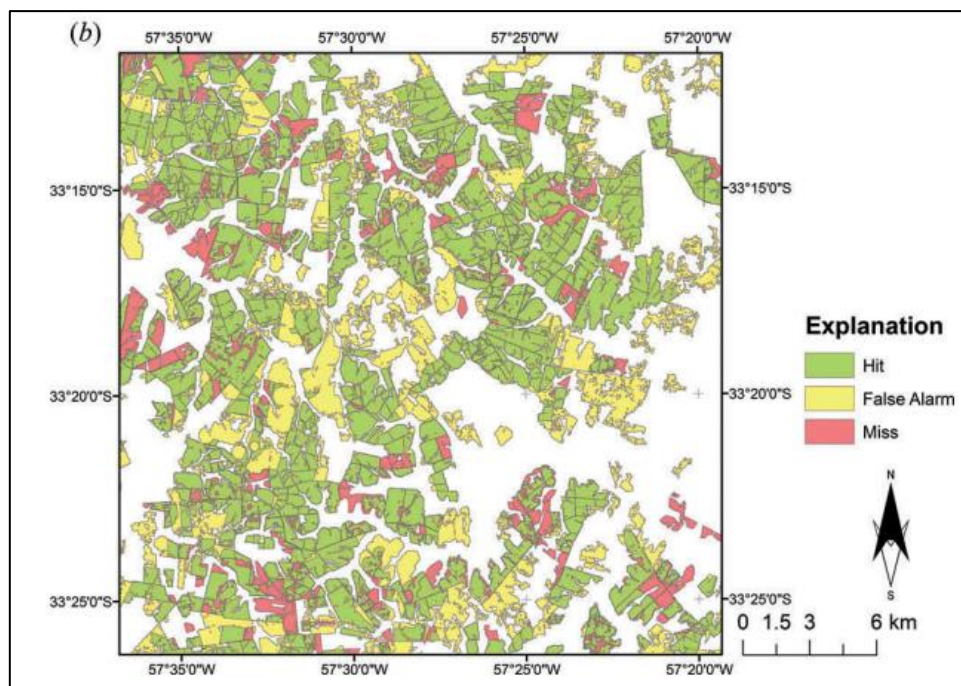 (b)
57°35'0"W 57°30'0"W 57°25'0"W 57°20'0"W
33°15'0"S 33°15'0"S
Explanation
Hit
False Alarm
Miss
33°20'0"S 33°20'0"S
N
S
33°25'0"S 33°25'0"S
0 1.5 3 6 km
57°35'0"W 57°30'0"W 57°25'0"W 57°20'0"W